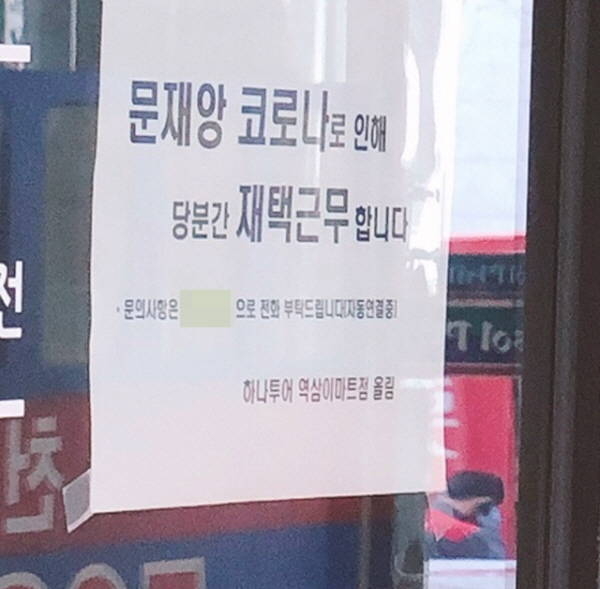 문재앙 코로나로 인해
당분간 재택근무 합니다
· 문의사항은 으로 전화 부탁드립니다(자동연결중)
하나투어 역삼이마트점 올림
전
천